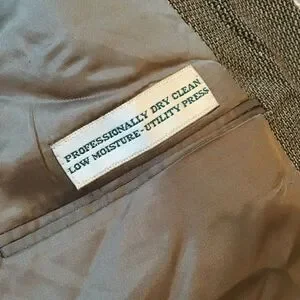 PROFESSIONALLY DRY CLEAN
LOW MOISTURE-UTILITY PRESS